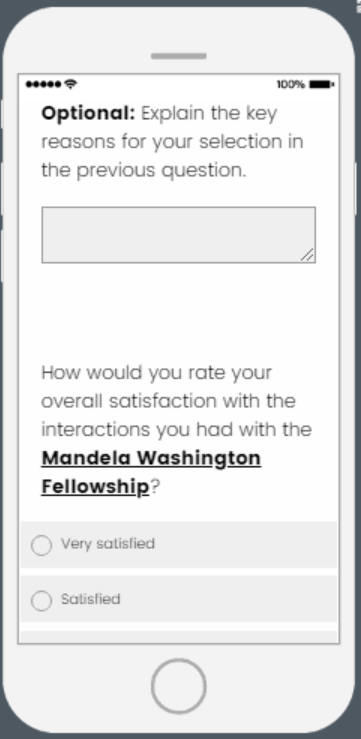 100%
Optional: Explain the key
reasons for your selection in
the previous question.
How would you rate your
overall satisfaction with the
interactions you had with the
Mandela Washington
Fellowship?
Very satisfied
Satisfied